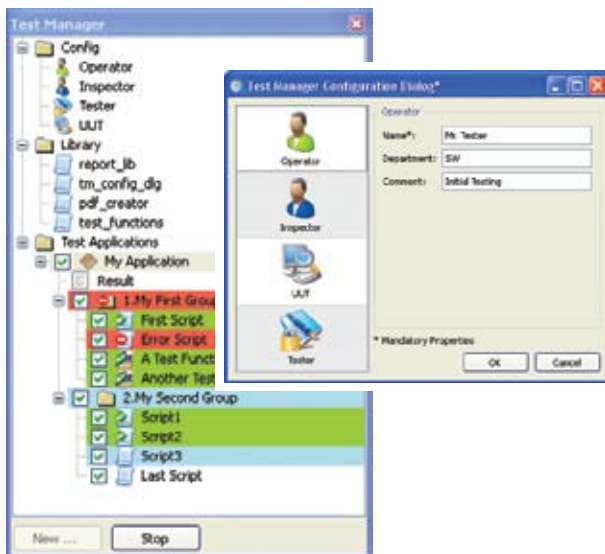 Test Manager
Config
Operator
Inspector
Tester
UUT
Library
report_lib
tm_config_dlg
pdf_creator
test_functions
Test Applications
My Application
Result
1.My First Grou
First Script
Error Script
A Test Funct
Another Test
2.My Second Group
Script1
Script2
Script3
Last Script
New ...
Stop
Test Manager Configuration Dialog*
Operator
Inspector
UUT
Tester
Operator
Name*: Mr. Tester
Department: SW
Comment: Initial Testing
* Mandatory Properties
OK
Cancel